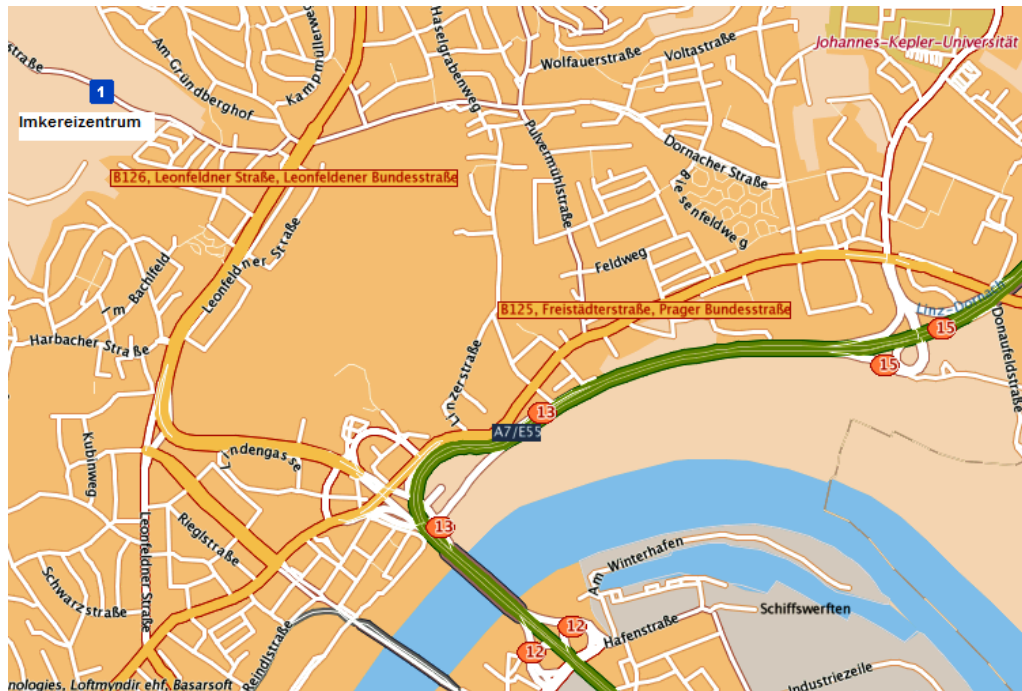 Johannes-Kepler-Universität
Haselgrabenweg
Kampmüllerweg
Am Gründberghof
Wolfauerstraße
Voltastraße
straße
1
Imkereizentrum
Pulvermühlstraße
Dornacher Straße
B126, Leonfeldner Straße, Leonfeldener Bundesstraße
Biesenfeldweg
Leonfeldner Straße
Im Bachlfeld
Feldweg
B125, Freistädterstraße, Prager Bundesstraße
Linz-Dornach
15
15
Donaufeldstraße
Harbacher Straße
Linzerstraße
13
A7/E55
Lindengasse
Kubinweg
13
Rieglstraße
Leonfeldner Straße
Am Winterhafen
Schwarzstraße
Schiffswerften
12
12
Hafenstraße
Reindlstraße
Industriezeile
nologies, Loftmyndir ehf, Basarsoft